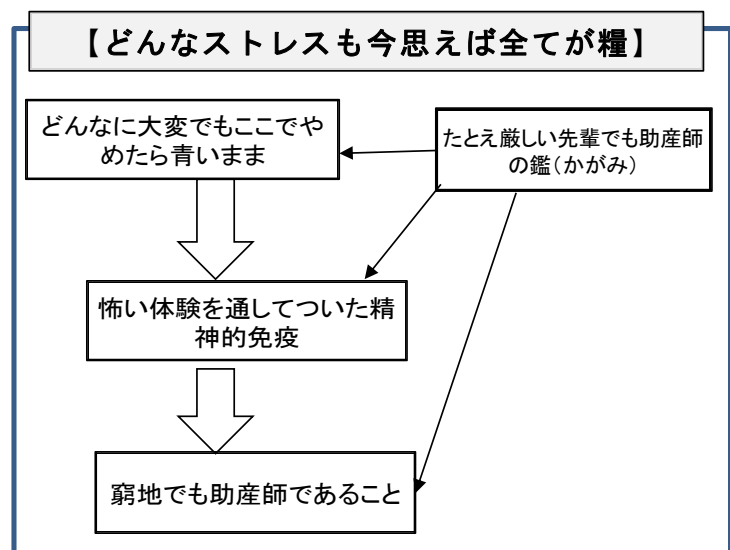 【どんなストレスも今思えば全てが糧】
どんなに大変でもここでや
めたら青いまま
たとえ厳しい先輩でも助産師
の鑑(かがみ)
怖い体験を通してついた精
神的免疫
窮地でも助産師であること